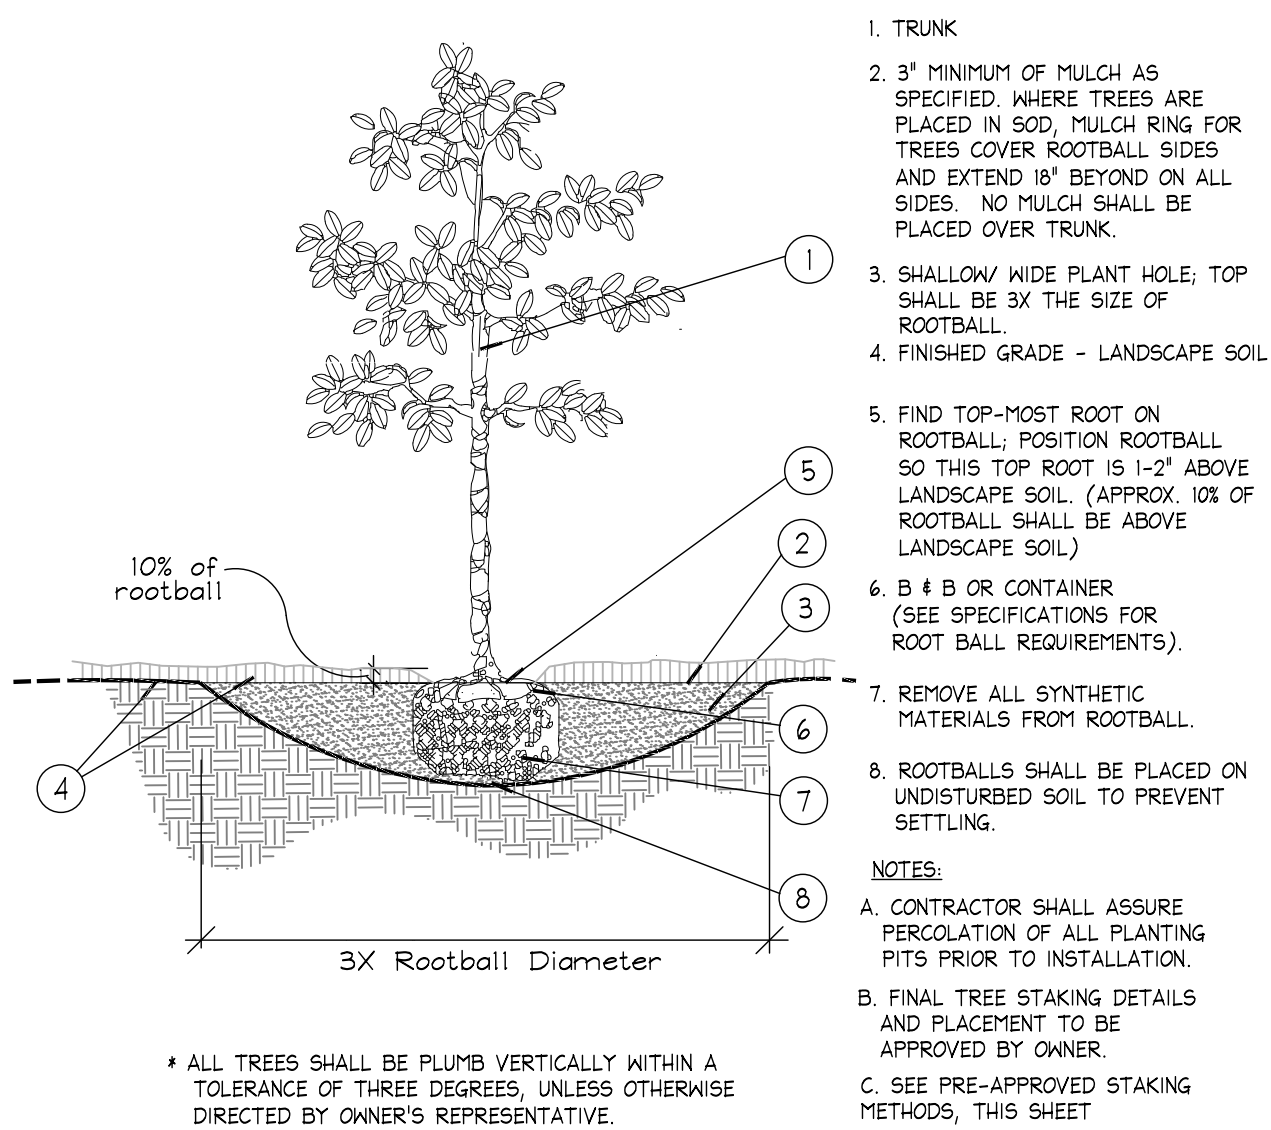 1. TRUNK
2. 3" MINIMUM OF MULCH AS
SPECIFIED. WHERE TREES ARE
PLACED IN SOD, MULCH RING FOR
TREES COVER ROOTBALL SIDES
AND EXTEND 18" BEYOND ON ALL
SIDES. NO MULCH SHALL BE
PLACED OVER TRUNK.
3. SHALLOW/ WIDE PLANT HOLE; TOP
SHALL BE 3X THE SIZE OF
ROOTBALL.
4. FINISHED GRADE - LANDSCAPE SOIL
5. FIND TOP-MOST ROOT ON
ROOTBALL; POSITION ROOTBALL
SO THIS TOP ROOT IS 1-2" ABOVE
LANDSCAPE SOIL. (APPROX. 10% OF
ROOTBALL SHALL BE ABOVE
LANDSCAPE SOIL)
6. B & B OR CONTAINER
(SEE SPECIFICATIONS FOR
ROOT BALL REQUIREMENTS).
7. REMOVE ALL SYNTHETIC
MATERIALS FROM ROOTBALL.
8. ROOTBALLS SHALL BE PLACED ON
UNDISTURBED SOIL TO PREVENT
SETTLING.
NOTES:
A. CONTRACTOR SHALL ASSURE
PERCOLATION OF ALL PLANTING
PITS PRIOR TO INSTALLATION.
B. FINAL TREE STAKING DETAILS
AND PLACEMENT TO BE
APPROVED BY OWNER.
C. SEE PRE-APPROVED STAKING
METHODS, THIS SHEET
1
5
2
3
10% of
rootball
6
4
7
8
3X Rootball Diameter
* ALL TREES SHALL BE PLUMB VERTICALLY WITHIN A
TOLERANCE OF THREE DEGREES, UNLESS OTHERWISE
DIRECTED BY OWNER'S REPRESENTATIVE.